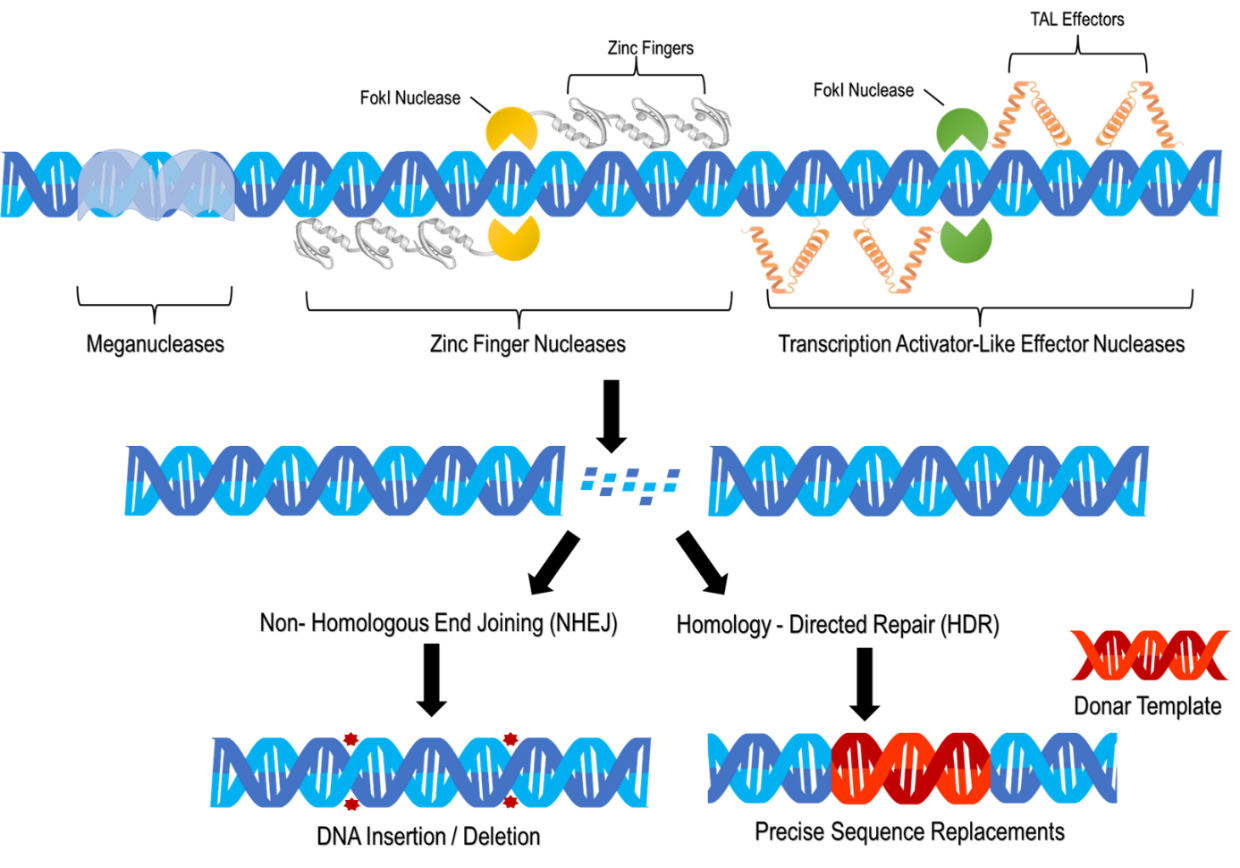 TAL Effectors
Zinc Fingers
FokI Nuclease
FokI Nuclease
Meganucleases
Zinc Finger Nucleases
Transcription Activator-Like Effector Nucleases
Non- Homologous End Joining (NHEJ)
Homology - Directed Repair (HDR)
Donar Template
DNA Insertion / Deletion
Precise Sequence Replacements